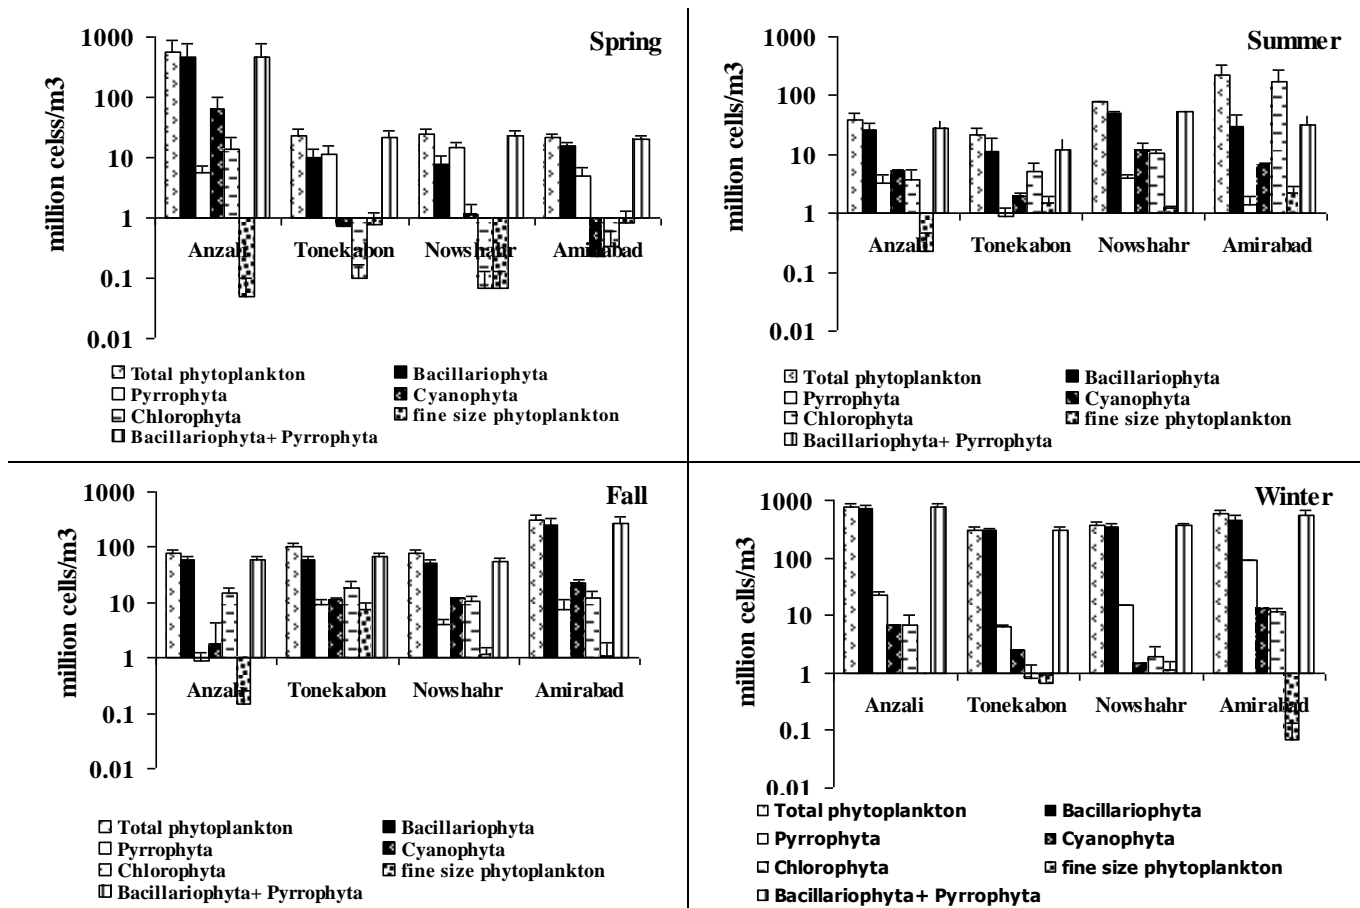 Spring
million celss/m3
1000
100
10
1
0.1
0.01
Anzali Tonekabon Nowshahr Amirabad
Total phytoplankton Bacillariophyta
Pyrrophyta Cyanophyta
Chlorophyta fine size phytoplankton
Bacillariophyta+ Pyrrophyta
Summer
million cells/m3
1000
100
10
1
0.1
0.01
Anzali Tonekabon Nowshahr Amirabad
Total phytoplankton Bacillariophyta
Pyrrophyta Cyanophyta
Chlorophyta fine size phytoplankton
Bacillariophyta+ Pyrrophyta
Fall
million cells/m3
1000
100
10
1
0.1
0.01
Anzali Tonekabon Nowshahr Amirabad
Total phytoplankton Bacillariophyta
Pyrrophyta Cyanophyta
Chlorophyta fine size phytoplankton
Bacillariophyta+ Pyrrophyta
Winter
million cells/m3
1000
100
10
1
0.1
0.01
Anzali Tonekabon Nowshahr Amirabad
Total phytoplankton Bacillariophyta
Pyrrophyta Cyanophyta
Chlorophyta fine size phytoplankton
Bacillariophyta+ Pyrrophyta